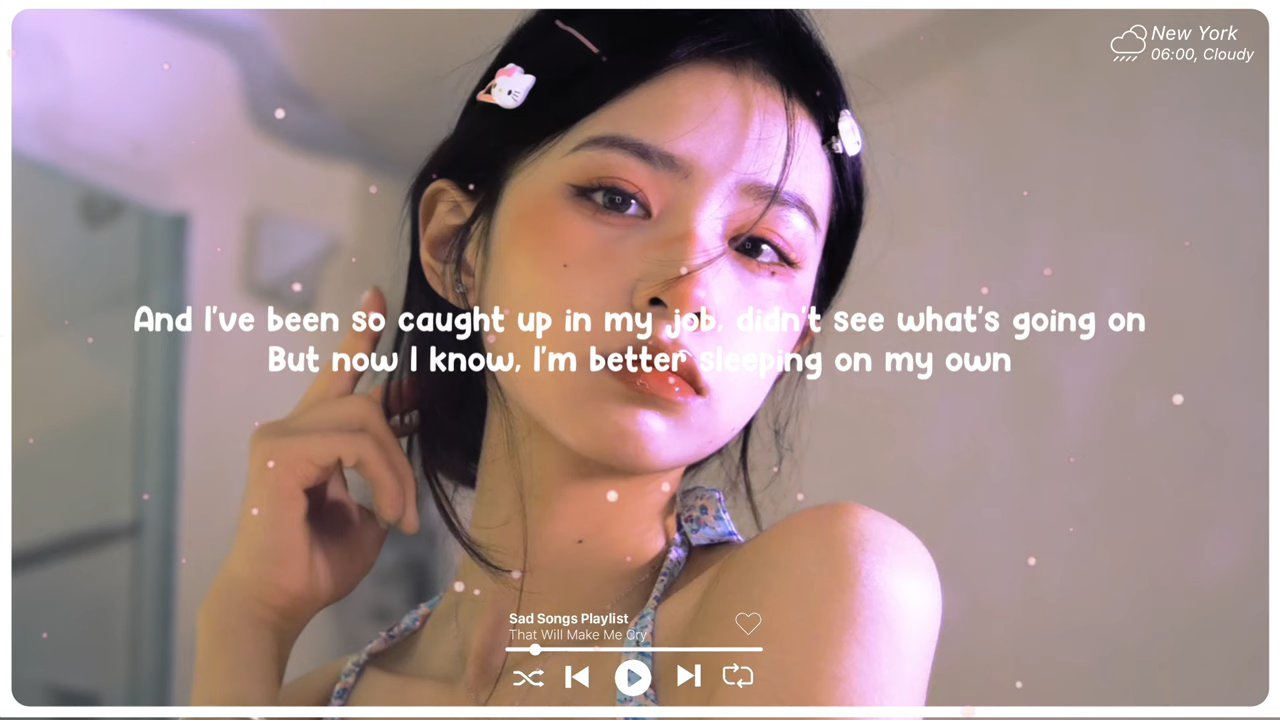 New York
06:00, Cloudy
And I've been so caught up in my job, didn't see what's going on
But now I know, I'm better sleeping on my own
Sad Songs Playlist
That Will Make Me Cry